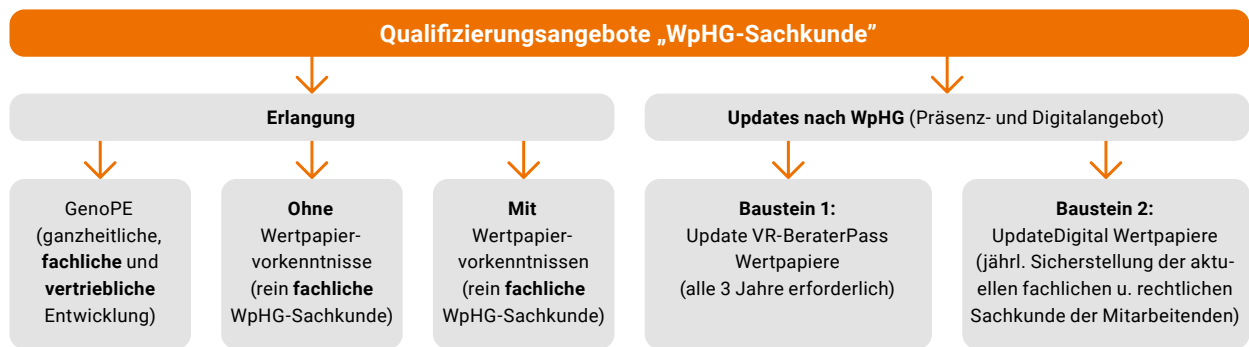 Qualifizierungsangebote „WpHG-Sachkunde”
Erlangung
Updates nach WpHG (Präsenz- und Digitalangebot)
GenoPE
(ganzheitliche,
fachliche und
vertriebliche
Entwicklung)
Ohne
Wertpapier-
vorkenntnisse
(rein fachliche
WpHG-Sachkunde)
Mit
Wertpapier-
vorkenntnissen
(rein fachliche
WpHG-Sachkunde)
Baustein 1:
Update VR-BeraterPass
Wertpapiere
(alle 3 Jahre erforderlich)
Baustein 2:
UpdateDigital Wertpapiere
(jährl. Sicherstellung der aktu-
ellen fachlichen u. rechtlichen
Sachkunde der Mitarbeitenden)